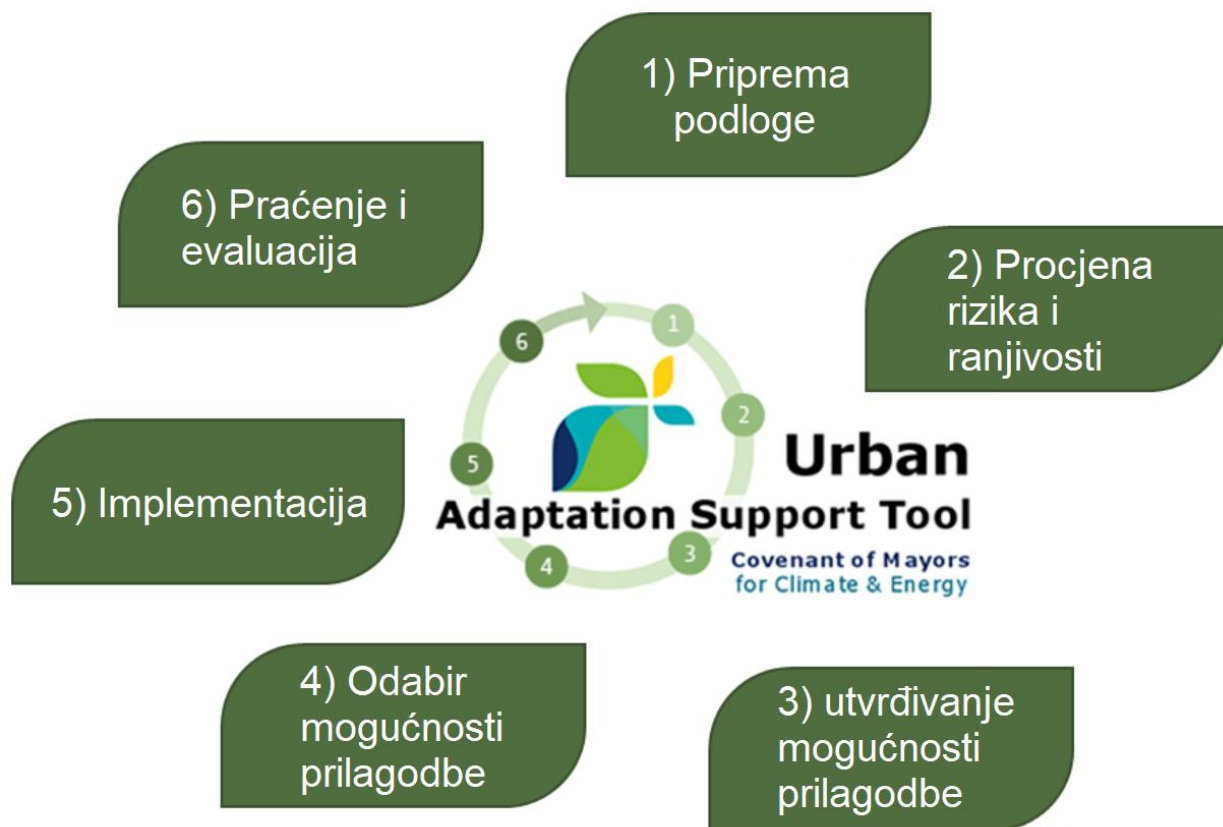 1) Priprema
podloge
2) Procjena
rizika i
ranjivosti
3) utvrđivanje
mogućnosti
prilagodbe
4) Odabir
mogućnosti
prilagodbe
5) Implementacija
6) Praćenje i
evaluacija
1
2
3
4
5
6
Urban
Adaptation Support Tool
Covenant of Mayors
for Climate & Energy